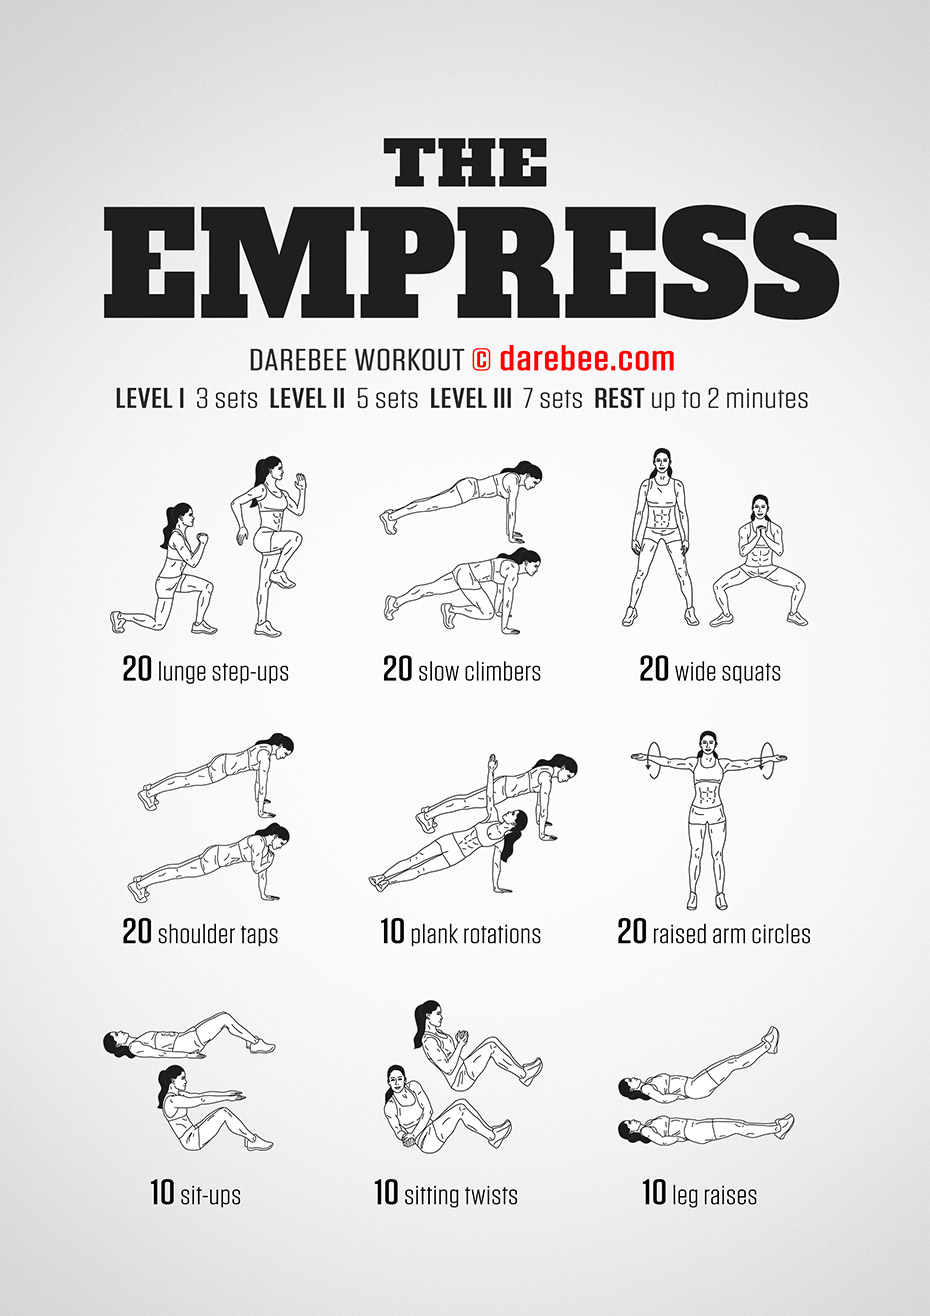 THE
EMPRESS
DAREBEE WORKOUT © darebee.com
LEVEL I 3 sets LEVEL II 5 sets LEVEL III 7 sets REST up to 2 minutes
20 lunge step-ups
20 slow climbers
20 wide squats
20 shoulder taps
10 plank rotations
20 raised arm circles
10 sit-ups
10 sitting twists
10 leg raises